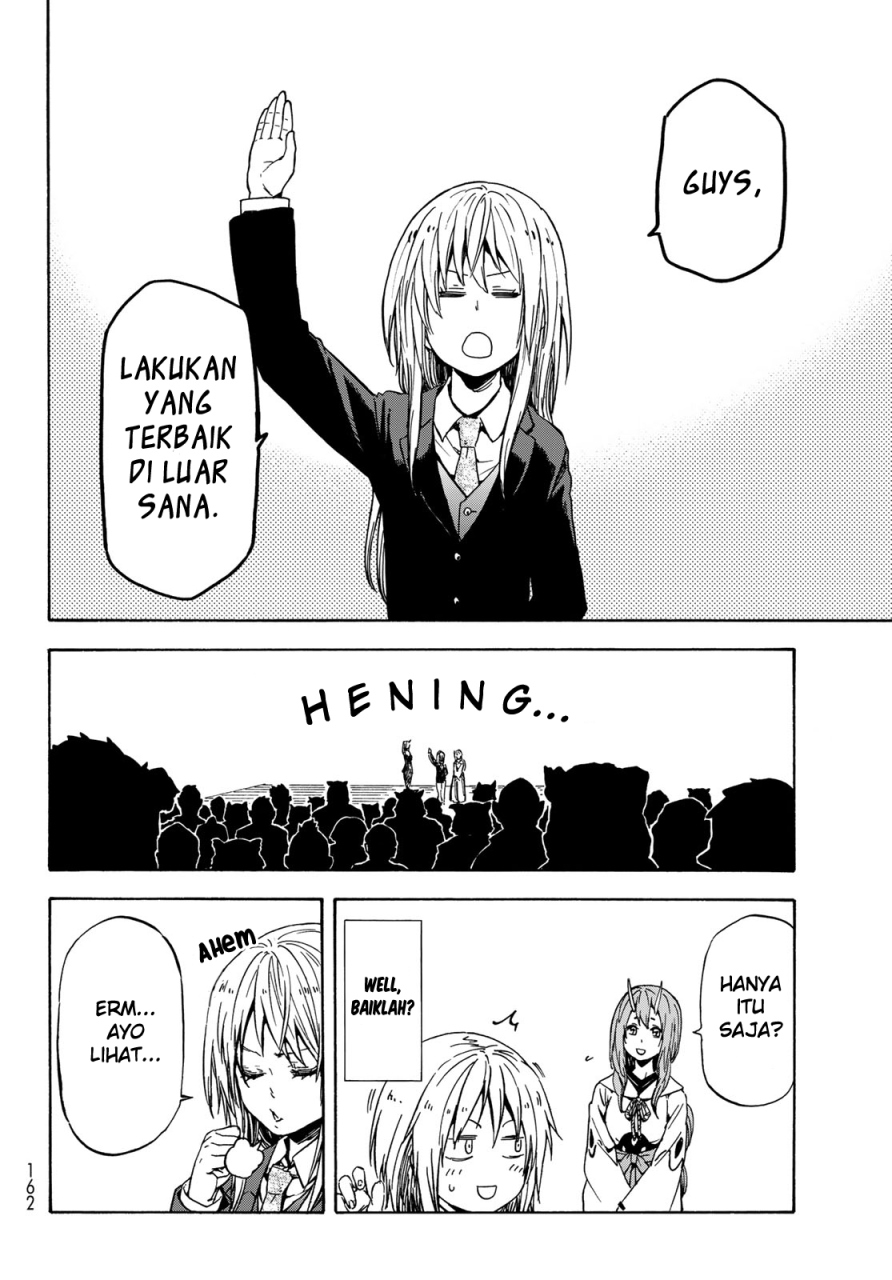 GUYS,
LAKUKAN
YANG
TERBAIK
DI LUAR
SANA.
HENING...
HANYA
ITU
SAJA?
WELL,
BAIKLAH?
AHEM
ERM...
AYO
LIHAT...
162